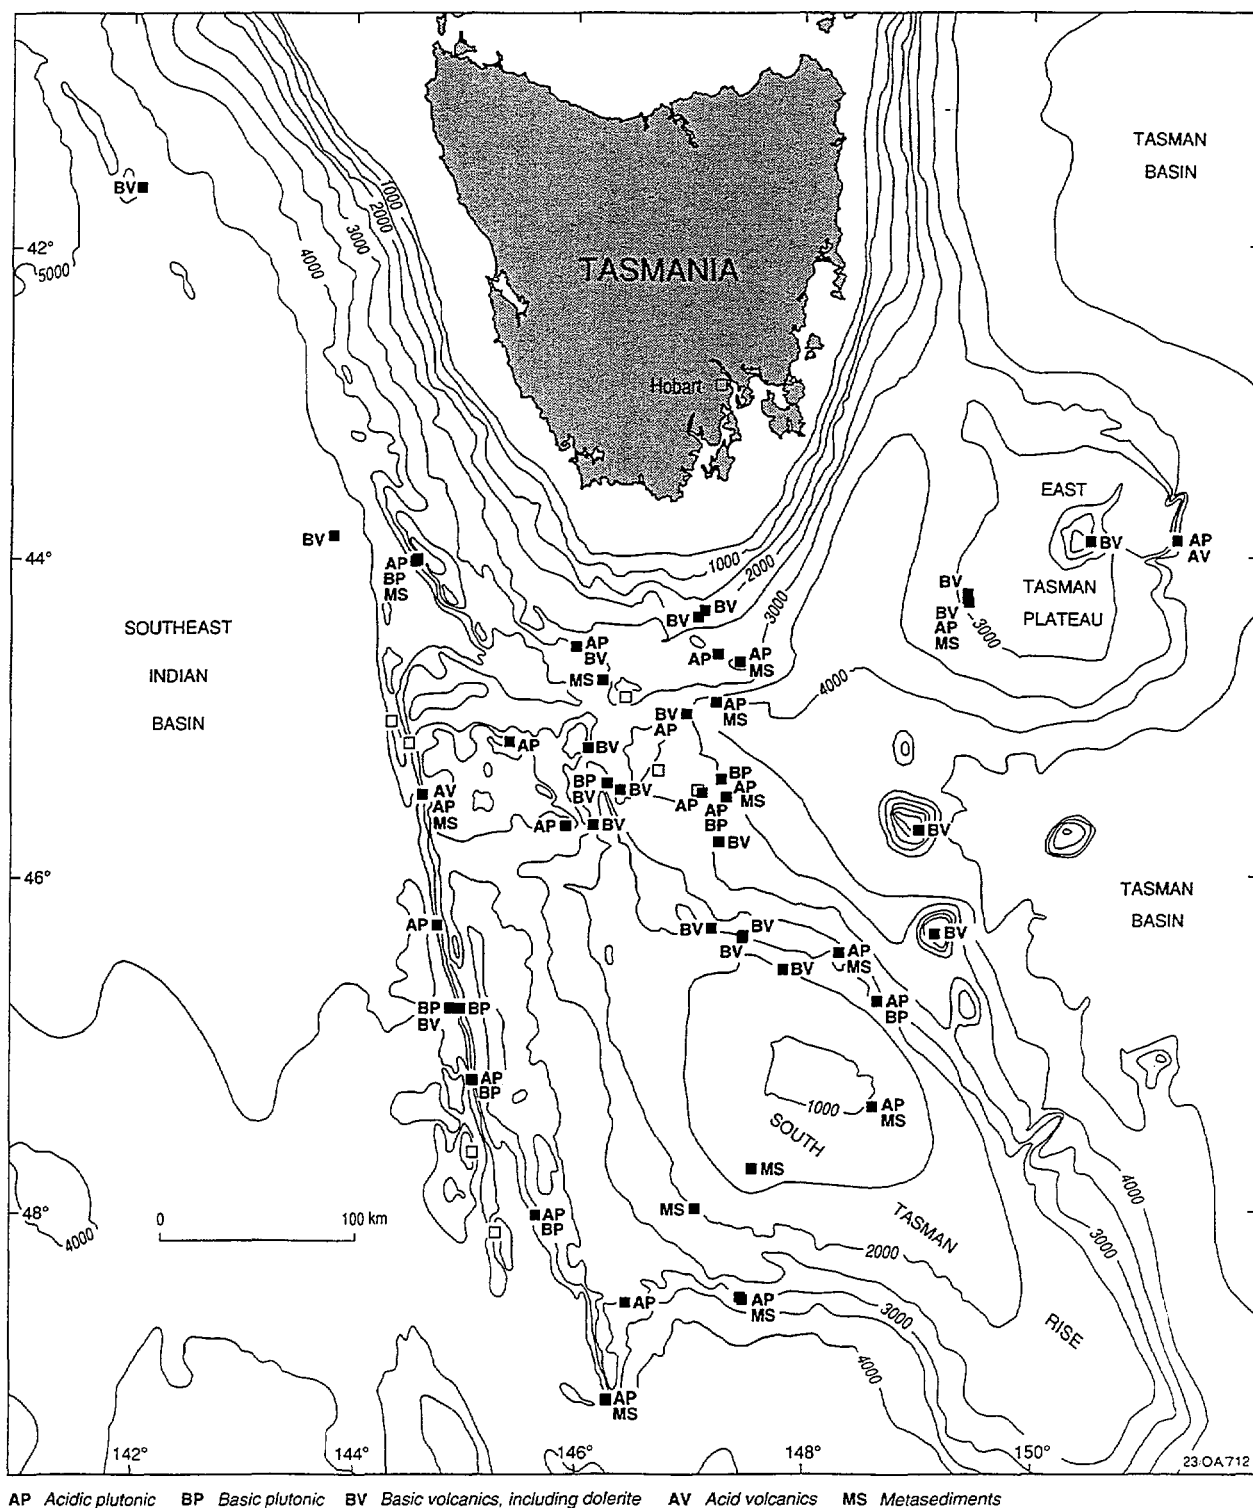 TASMAN
BASIN
BV
1000
2000
3000
4000
42°
5000
TASMANIA
Hobart
EAST
BV
AP
AV
BV
44°
AP
BP
MS
1000
2000
3000
BV
TASMAN
PLATEAU
BV
AP
MS
3000
BV
BV
SOUTHEAST
INDIAN
BASIN
AP
BV
AP
AP
MS
MS
4000
AP
MS
BV
AP
AP
BV
BP
BV
BV
BP
AP
MS
AP
AP
BP
AV
AP
MS
AP
BV
BV
BV
46°
TASMAN
BASIN
AP
BV
BV
BV
BV
AP
MS
BV
AP
BP
BP
BV
BP
AP
BP
1000
AP
MS
SOUTH
MS
48°
0
100 km
4000
AP
BP
MS
TASMAN
2000
4000
3000
AP
AP
MS
3000
RISE
4000
AP
MS
142°
144°
146°
148°
150°
23/OA/712
AP Acidic plutonic BP Basic plutonic BV Basic volcanics, including dolerite AV Acid volcanics MS Metasediments